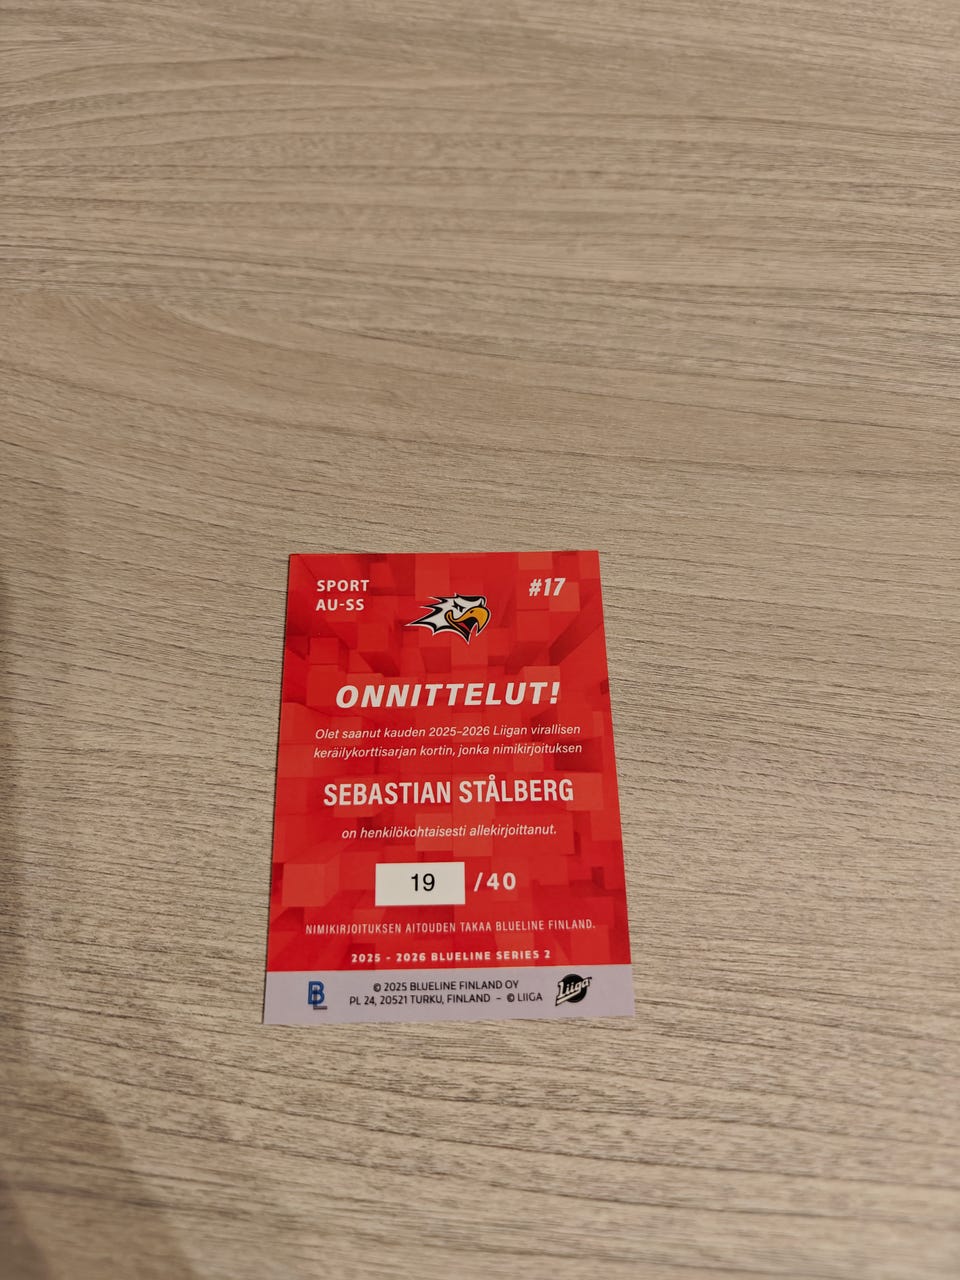 SPORT
AU-SS
#17
ONNITTELUT!
Olet saanut kauden 2025–2026 Liigan virallisen
keräilykorttisarjan kortin, jonka nimikirjoituksen
SEBASTIAN STÅLBERG
on henkilökohtaisesti allekirjoittanut.
19 /40
NIMIKIRJOITUKSEN AITOUDEN TAKAA BLUELINE FINLAND.
2025 - 2026 BLUELINE SERIES 2
BL
© 2025 BLUELINE FINLAND OY
PL 24, 20521 TURKU, FINLAND – © LIIGA
Liiga